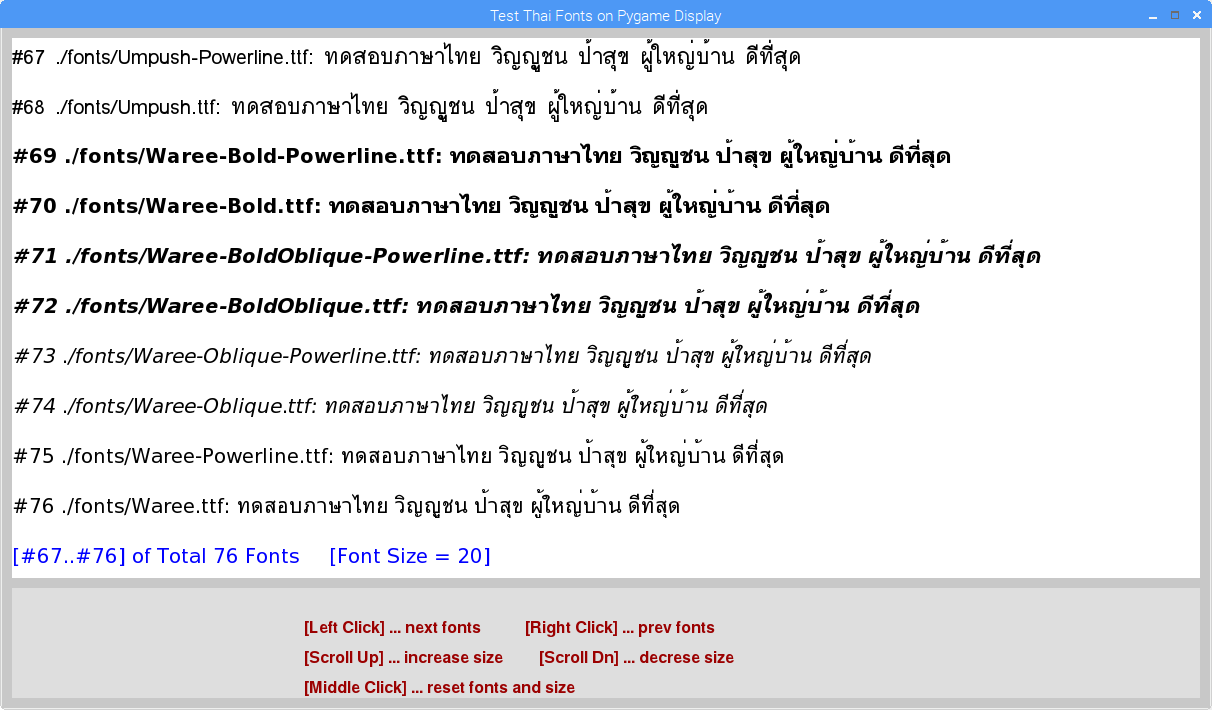 Test Thai Fonts on Pygame Display
#67 ./fonts/Umpush-Powerline.ttf: ทดสอบภาษาไทย วิญญูชน ป้าสุข ผู้ใหญ่บ้าน ดีที่สุด
#68 ./fonts/Umpush.ttf: ทดสอบภาษาไทย วิญญูชน ป้าสุข ผู้ใหญ่บ้าน ดีที่สุด
#69 ./fonts/Waree-Bold-Powerline.ttf: ทดสอบภาษาไทย วิญญูชน ป้าสุข ผู้ใหญ่บ้าน ดีที่สุด
#70 ./fonts/Waree-Bold.ttf: ทดสอบภาษาไทย วิญญูชน ป้าสุข ผู้ใหญ่บ้าน ดีที่สุด
#71 ./fonts/Waree-BoldOblique-Powerline.ttf: ทดสอบภาษาไทย วิญญูชน ป้าสุข ผู้ใหญ่บ้าน ดีที่สุด
#72 ./fonts/Waree-BoldOblique.ttf: ทดสอบภาษาไทย วิญญูชน ป้าสุข ผู้ใหญ่บ้าน ดีที่สุด
#73 ./fonts/Waree-Oblique-Powerline.ttf: ทดสอบภาษาไทย วิญญูชน ป้าสุข ผู้ใหญ่บ้าน ดีที่สุด
#74 ./fonts/Waree-Oblique.ttf: ทดสอบภาษาไทย วิญญูชน ป้าสุข ผู้ใหญ่บ้าน ดีที่สุด
#75 ./fonts/Waree-Powerline.ttf: ทดสอบภาษาไทย วิญญูชน ป้าสุข ผู้ใหญ่บ้าน ดีที่สุด
#76 ./fonts/Waree.ttf: ทดสอบภาษาไทย วิญญูชน ป้าสุข ผู้ใหญ่บ้าน ดีที่สุด
[#67..#76] of Total 76 Fonts [Font Size = 20]
[Left Click] ... next fonts [Right Click] ... prev fonts
[Scroll Up] ... increase size [Scroll Dn] ... decrese size
[Middle Click] ... reset fonts and size